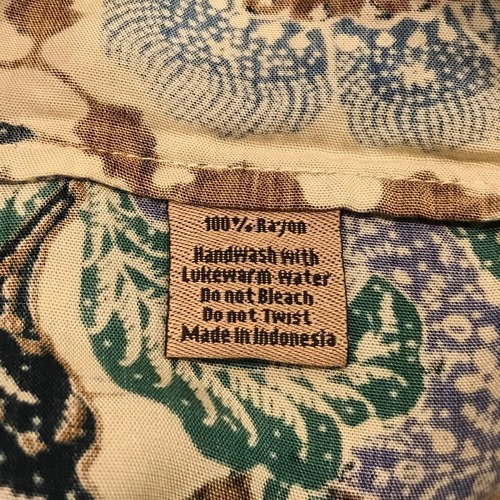 100% Rayon
HandWash with
Lukewarm Water
Do not Bleach
Do not Twist
Made in Indonesia